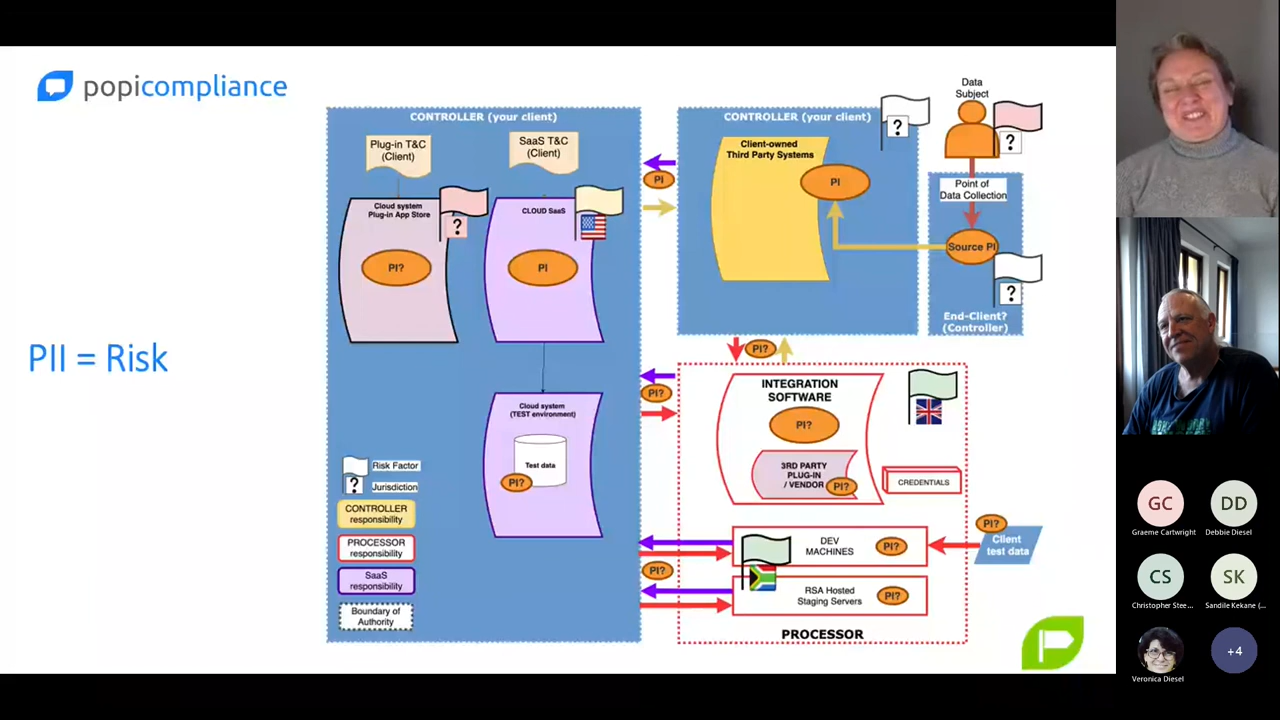 popicompliance
PII = Risk
CONTROLLER (your client)
Plug-in T&C
(Client)
SaaS T&C
(Client)
Cloud system
Plug-in App Store
?
PI?
CLOUD SaaS
PI
Cloud system
(TEST environment)
Test data
PI?
Risk Factor
?
Jurisdiction
CONTROLLER
responsibility
PROCESSOR
responsibility
SaaS
responsibility
Boundary of
Authority
PI
PI?
PI?
CONTROLLER (your client)
?
Client-owned
Third Party Systems
PI
Data
Subject
?
Point of
Data Collection
Source PI
?
End-Client?
(Controller)
PI?
INTEGRATION
SOFTWARE
PI?
3RD PARTY
PLUG-IN
/ VENDOR
PI?
CREDENTIALS
DEV
MACHINES
PI?
PI?
Client
test data
RSA Hosted
Staging Servers
PI?
PROCESSOR
GC
Graeme Cartwright
DD
Debbie Diesel
CS
Christopher Stee...
SK
Sandile Kekane (...
Veronica Diesel
+4